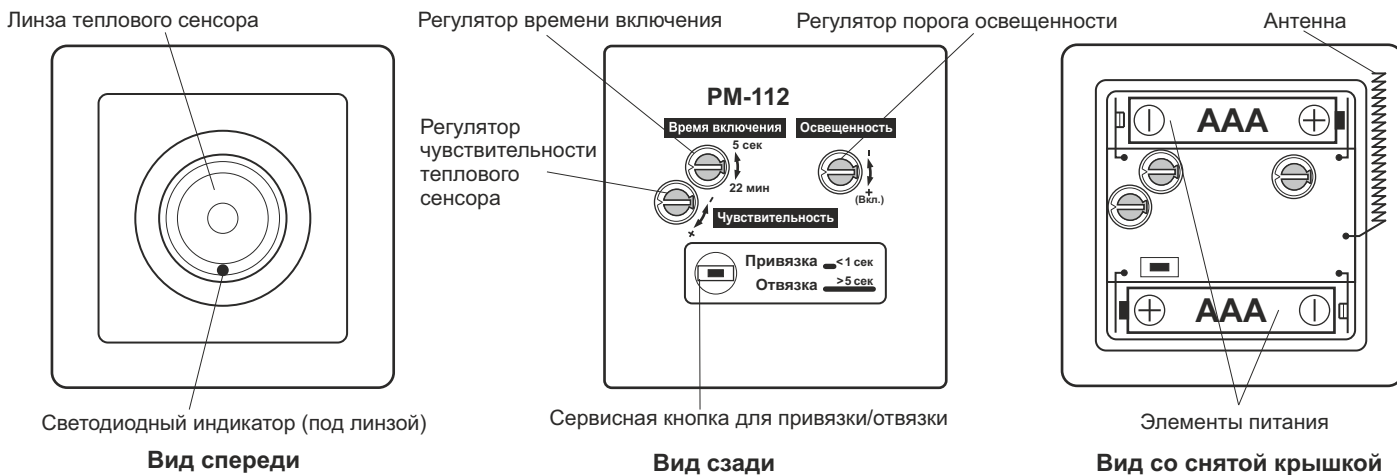 Линза теплового сенсора
Регулятор времени включения
Регулятор порога освещенности
Антенна
РМ-112
Время включения
Освещенность
Регулятор
чувствительности
теплового
сенсора
5 сек
22 мин
-
+
(Вкл.)
-
+
Чувствительность
Привязка <1 сек
Отвязка >5 сек
AAA
AAA
Светодиодный индикатор (под линзой)
Сервисная кнопка для привязки/отвязки
Элементы питания
Вид спереди
Вид сзади
Вид со снятой крышкой